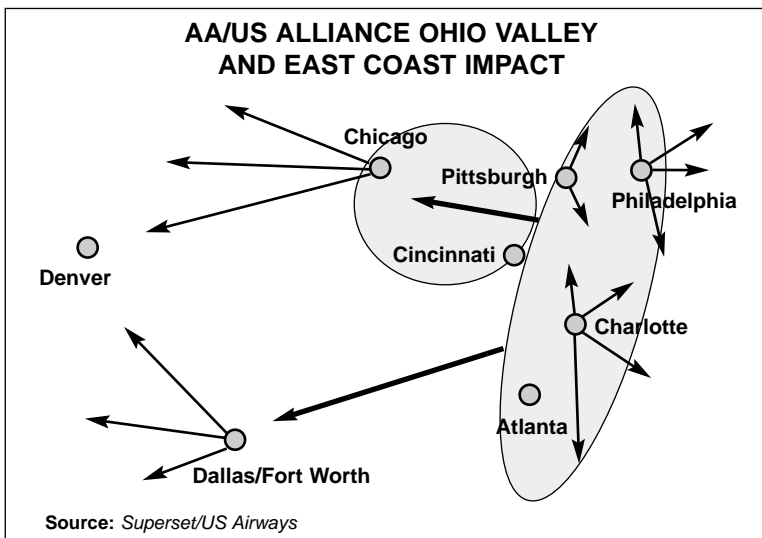 AA/US ALLIANCE OHIO VALLEY
AND EAST COAST IMPACT
Chicago
Pittsburgh
Philadelphia
Cincinnati
Denver
Charlotte
Atlanta
Dallas/Fort Worth
Source: Superset/US Airways